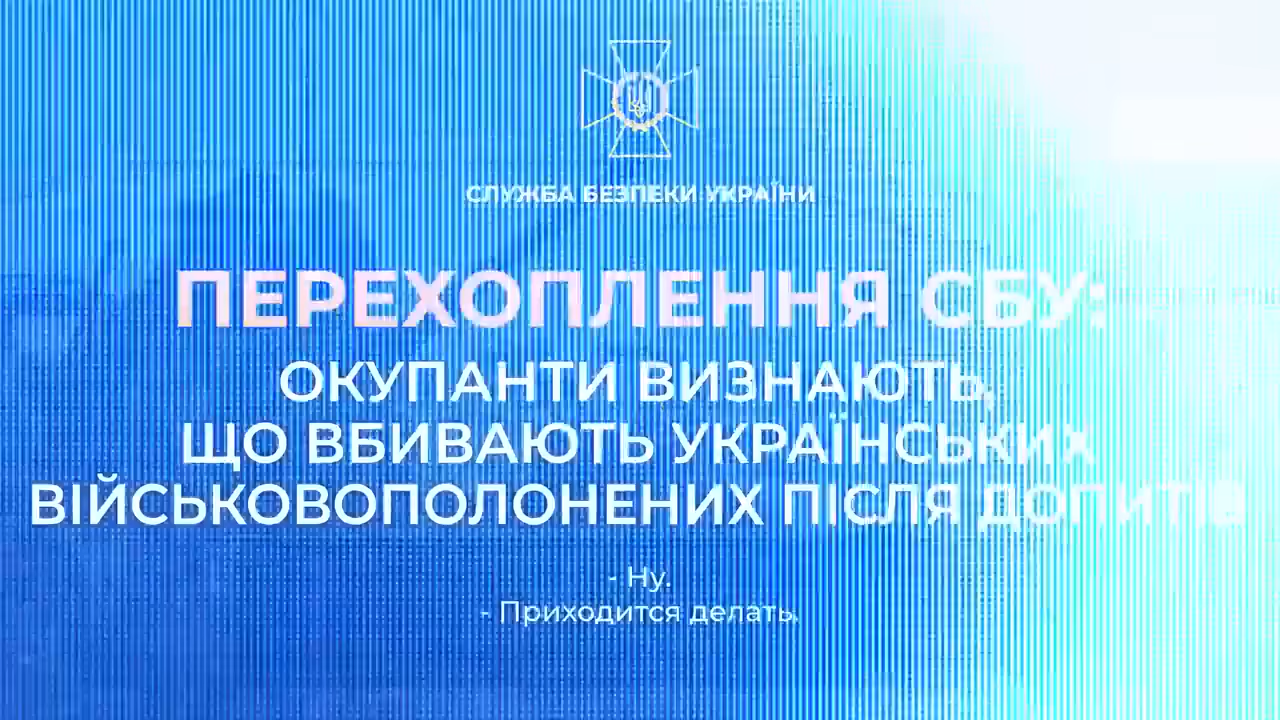 СЛУЖБА БЕЗПЕКИ УКРАЇНИ
ПЕРЕХОПЛЕННЯ СБУ:
ОКУПАНТИ ВИЗНАЮТЬ,
ЩО ВБИВАЮТЬ УКРАЇНСЬКИХ
ВІЙСЬКОВОПОЛОНЕНИХ ПІСЛЯ ДОПИТІВ
- Ну.
- Приходится делать.